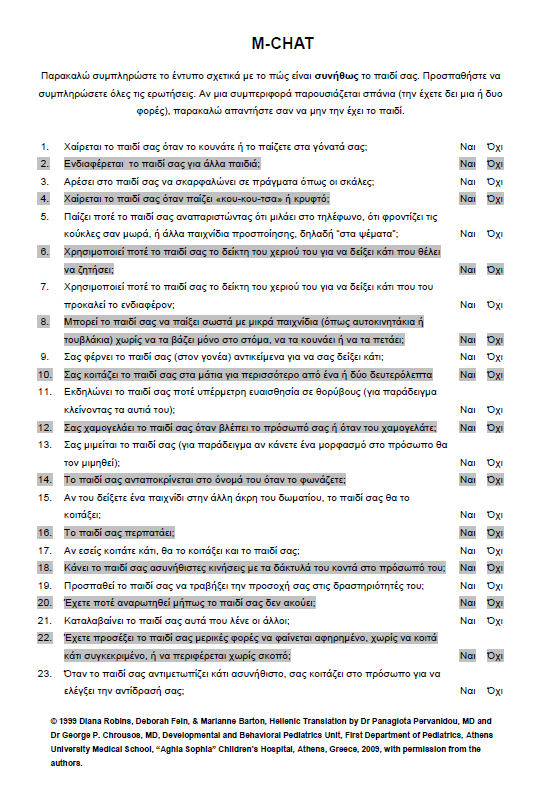 M-CHAT
Παρακαλώ συμπληρώστε το έντυπο σχετικά με το πώς είναι συνήθως το παιδί σας. Προσπαθήστε να
συμπληρώσετε όλες τις ερωτήσεις. Αν μια συμπεριφορά παρουσιάζεται σπάνια (την έχετε δει μια ή δυο
φορές), παρακαλώ απαντήστε σαν να μην την έχει το παιδί.
1. Χαίρεται το παιδί σας όταν το κουνάτε ή το παίζετε στα γόνατά σας; Ναι Όχι
2. Ενδιαφέρεται το παιδί σας για άλλα παιδιά; Ναι Όχι
3. Αρέσει στο παιδί σας να σκαρφαλώνει σε πράγματα όπως οι σκάλες; Ναι Όχι
4. Χαίρεται το παιδί σας όταν παίζει «κου-κου-τσα» ή κρυφτό; Ναι Όχι
5. Παίζει ποτέ το παιδί σας αναπαριστώντας ότι μιλάει στο τηλέφωνο, ότι φροντίζει τις
κούκλες σαν μωρά, ή άλλα παιχνίδια προσποίησης, δηλαδή “στα ψέματα”; Ναι Όχι
6. Χρησιμοποιεί ποτέ το παιδί σας το δείκτη του χεριού του για να δείξει κάτι που θέλει
να ζητήσει; Ναι Όχι
7. Χρησιμοποιεί ποτέ το παιδί σας το δείκτη του χεριού του για να δείξει κάτι που του
προκαλεί το ενδιαφέρον; Ναι Όχι
8. Μπορεί το παιδί σας να παίξει σωστά με μικρά παιχνίδια (όπως αυτοκινητάκια ή
τουβλάκια) χωρίς να τα βάζει μόνο στο στόμα, να τα κουνάει ή να τα πετάει; Ναι Όχι
9. Σας φέρνει το παιδί σας (στον γονέα) αντικείμενα για να σας δείξει κάτι; Ναι Όχι
10. Σας κοιτάζει το παιδί σας στα μάτια για περισσότερο από ένα ή δύο δευτερόλεπτα Ναι Όχι
11. Εκδηλώνει το παιδί σας ποτέ υπέρμετρη ευαισθησία σε θορύβους (για παράδειγμα
κλείνοντας τα αυτιά του); Ναι Όχι
12. Σας χαμογελάει το παιδί σας όταν βλέπει το πρόσωπό σας ή όταν του χαμογελάτε; Ναι Όχι
13. Σας μιμείται το παιδί σας (για παράδειγμα αν κάνετε ένα μορφασμό στο πρόσωπο θα
τον μιμηθεί); Ναι Όχι
14. Το παιδί σας ανταποκρίνεται στο όνομά του όταν το φωνάζετε; Ναι Όχι
15. Αν του δείξετε ένα παιχνίδι στην άλλη άκρη του δωματίου, το παιδί σας θα το
κοιτάξει; Ναι Όχι
16. Το παιδί σας περπατάει; Ναι Όχι
17. Αν εσείς κοιτάτε κάτι, θα το κοιτάξει και το παιδί σας; Ναι Όχι
18. Κάνει το παιδί σας ασυνήθιστες κινήσεις με τα δάκτυλά του κοντά στο πρόσωπό του; Ναι Όχι
19. Προσπαθεί το παιδί σας να τραβήξει την προσοχή σας στις δραστηριότητές του; Ναι Όχι
20. Έχετε ποτέ αναρωτηθεί μήπως το παιδί σας δεν ακούει; Ναι Όχι
21. Καταλαβαίνει το παιδί σας αυτά που λένε οι άλλοι; Ναι Όχι
22. Έχετε προσέξει το παιδί σας μερικές φορές να φαίνεται αφηρημένο, χωρίς να κοιτά
κάτι συγκεκριμένο, ή να περιφέρεται χωρίς σκοπό; Ναι Όχι
23. Όταν το παιδί σας αντιμετωπίζει κάτι ασυνήθιστο, σας κοιτάζει στο πρόσωπο για να
ελέγξει την αντίδρασή σας; Ναι Όχι
© 1999 Diana Robins, Deborah Fein, & Marianne Barton, Hellenic Translation by Dr Panagiota Pervanidou, MD and
Dr George P. Chrousos, MD, Developmental and Behavioral Pediatrics Unit, First Department of Pediatrics, Athens
University Medical School, “Aghia Sophia” Children’s Hospital, Athens, Greece, 2009, with permission from the
authors.